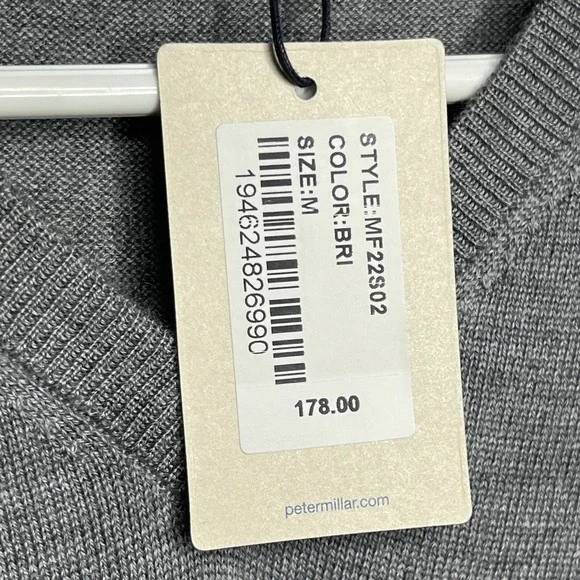 STYLE:MF22S02
COLOR:BRI
SIZE:M
194624826990
178.00
petermillar.com